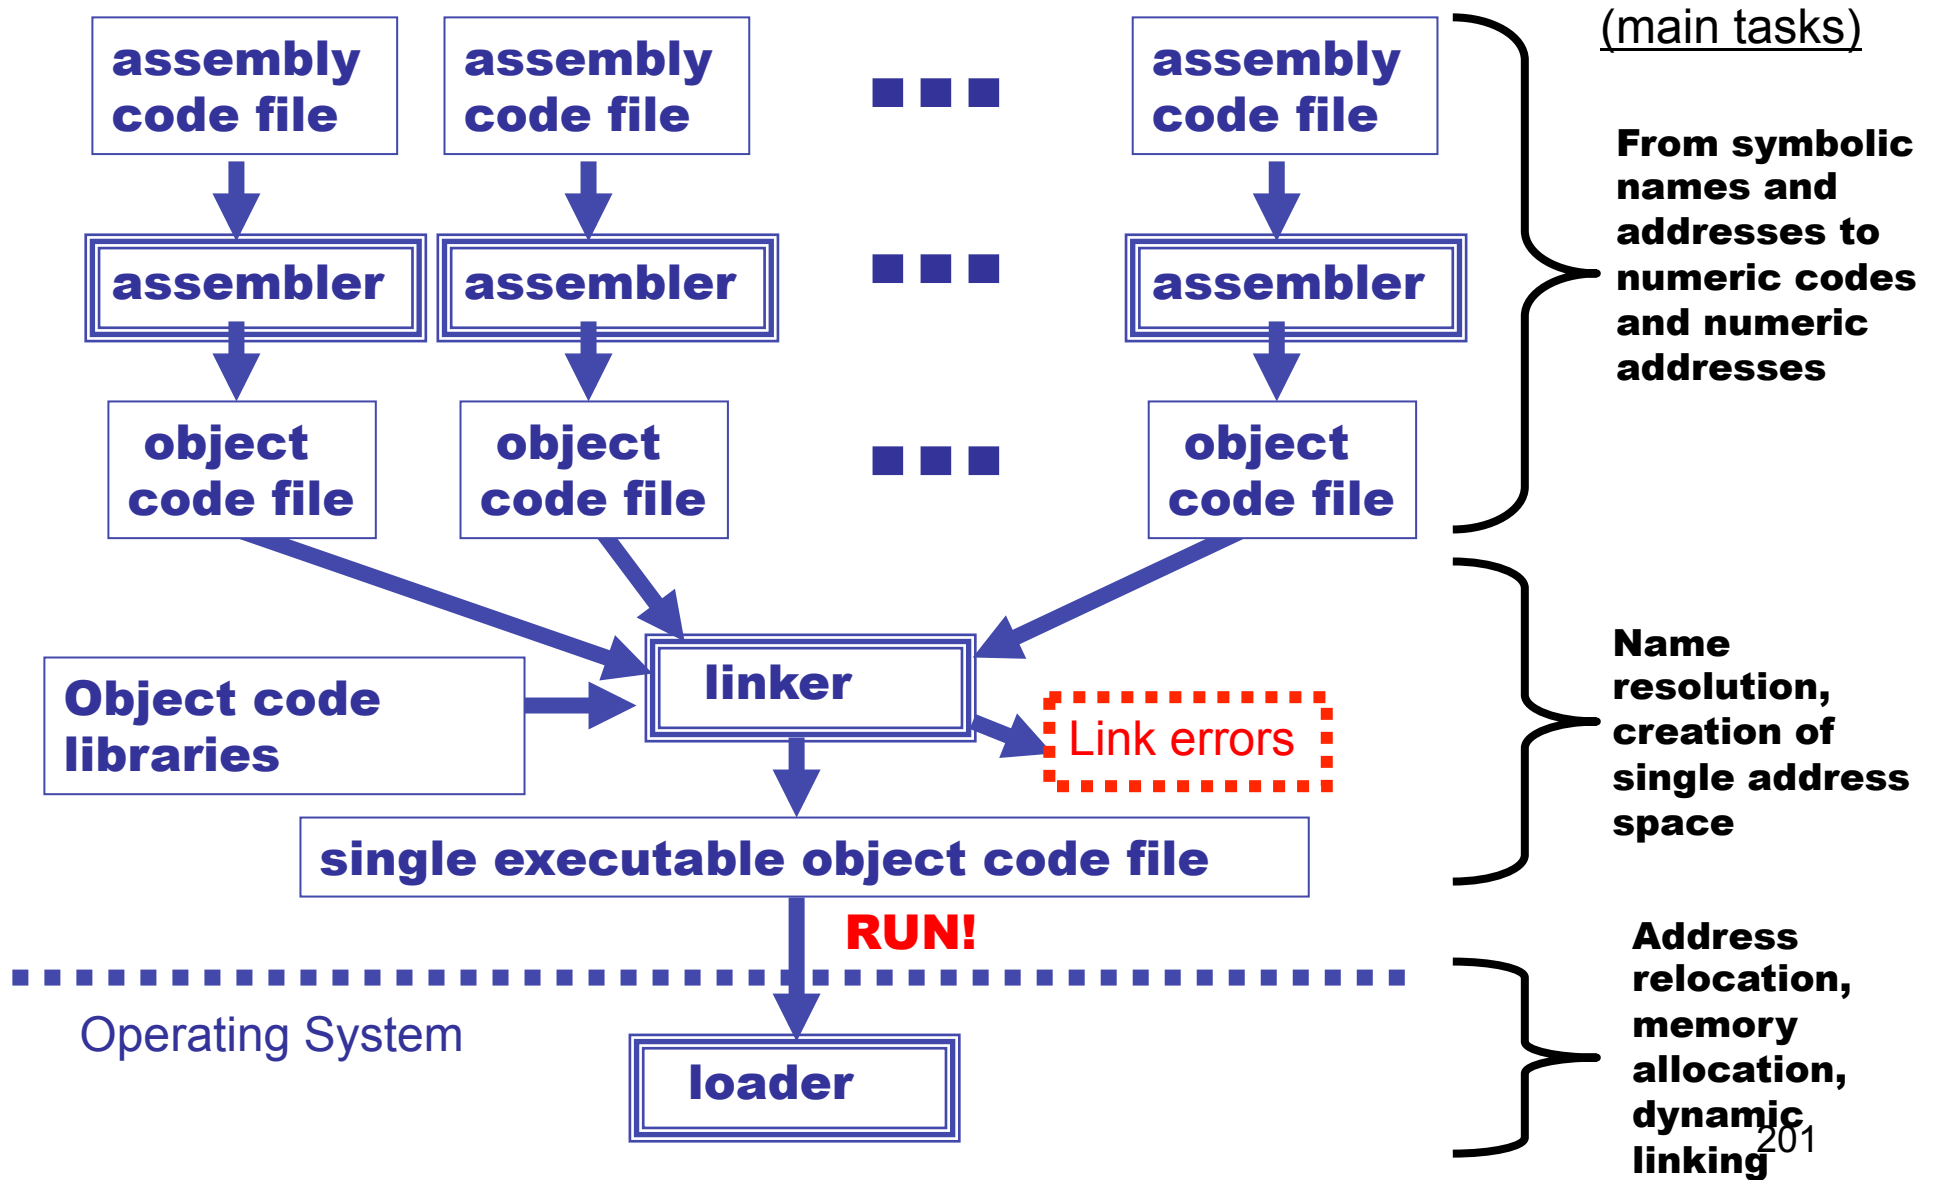 (main tasks)
assembly
code file
assembly
code file
assembly
code file
From symbolic
names and
addresses to
numeric codes
and numeric
addresses
assembler
assembler
assembler
object
code file
object
code file
object
code file
linker
Object code
libraries
Link errors
Name
resolution,
creation of
single address
space
single executable object code file
RUN!
Operating System
loader
Address
relocation,
memory
allocation,
dynamic
linking
201